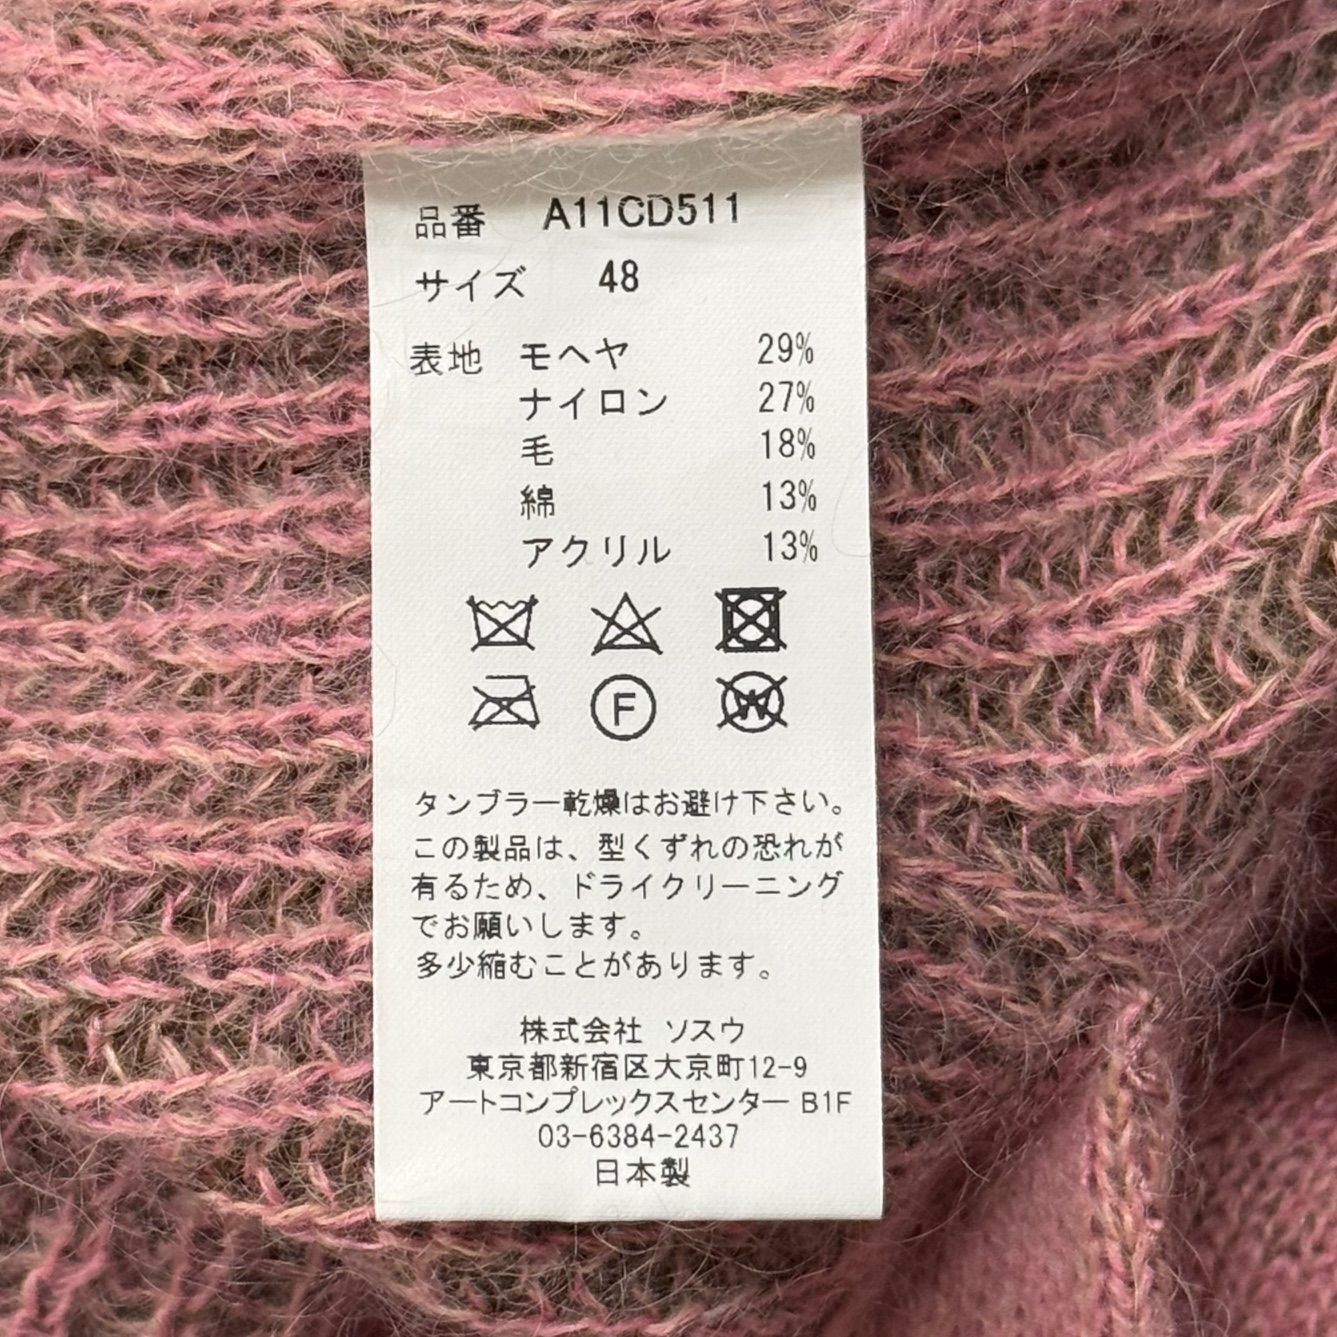 品番 A11CD511
サイズ 48
表地 モヘヤ 29%
ナイロン 27%
毛 18%
綿 13%
アクリル 13%
F
W
タンブラー乾燥はお避け下さい。
この製品は、型くずれの恐れが
有るため、ドライクリーニング
でお願いします。
多少縮むことがあります。
株式会社 ソスウ
東京都新宿区大京町12-9
アートコンプレックスセンター B1F
03-6384-2437
日本製